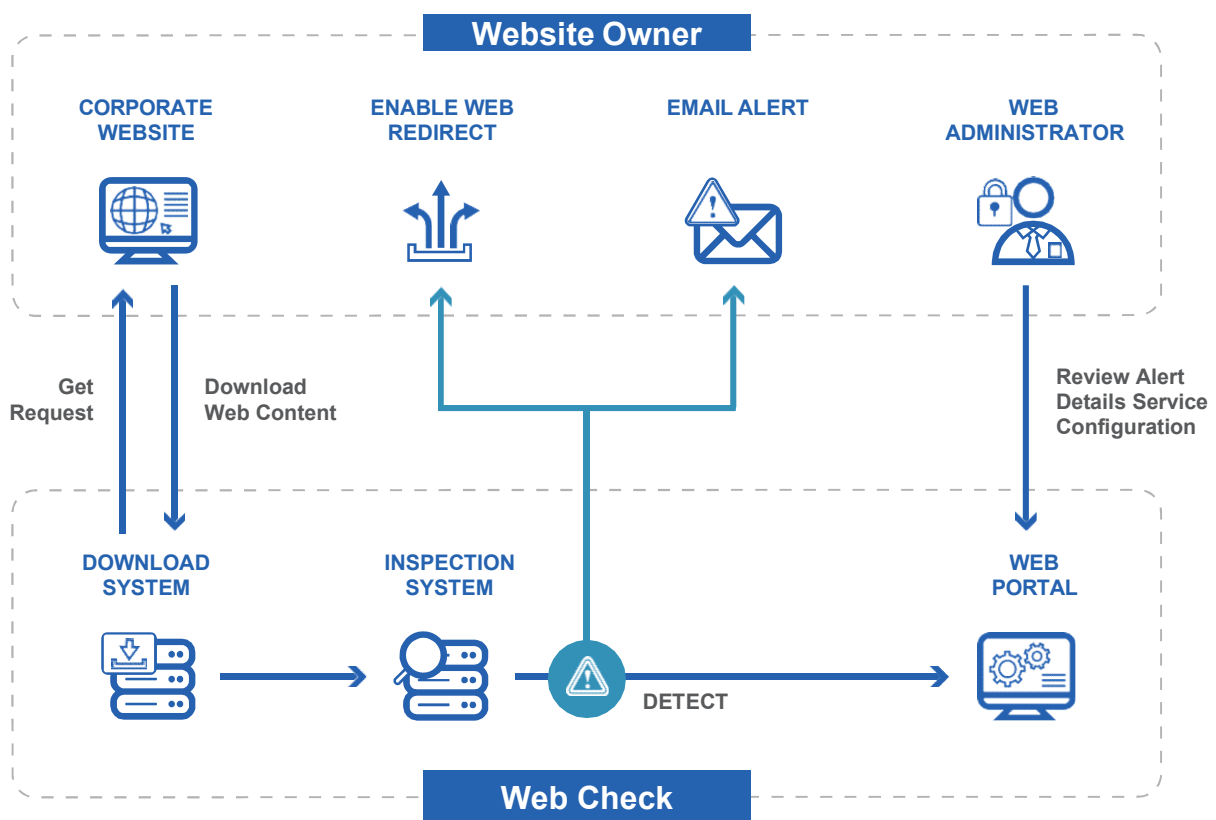 Website Owner
CORPORATE
WEBSITE
ENABLE WEB
REDIRECT
EMAIL ALERT
WEB
ADMINISTRATOR
Get
Request
Download
Web Content
Review Alert
Details Service
Configuration
DOWNLOAD
SYSTEM
INSPECTION
SYSTEM
WEB
PORTAL
DETECT
Web Check